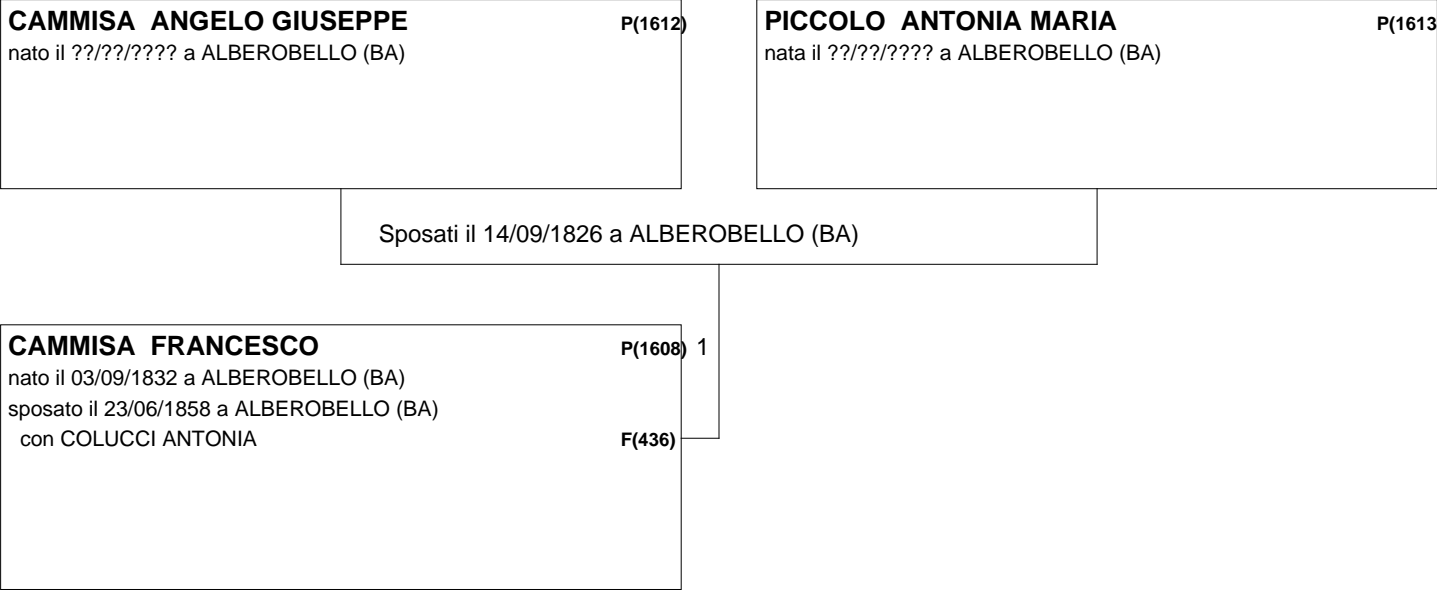 CAMMISA ANGELO GIUSEPPE P(1612)
nato il ??/??/???? a ALBEROBELLO (BA)
PICCOLO ANTONIA MARIA P(1613
nata il ??/??/???? a ALBEROBELLO (BA)
Sposati il 14/09/1826 a ALBEROBELLO (BA)
CAMMISA FRANCESCO P(1608) 1
nato il 03/09/1832 a ALBEROBELLO (BA)
sposato il 23/06/1858 a ALBEROBELLO (BA)
con COLUCCI ANTONIA F(436)